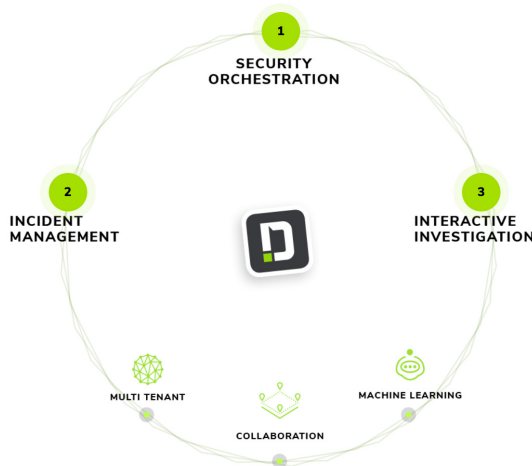 1
SECURITY
ORCHESTRATION
2
INCIDENT
MANAGEMENT
3
INTERACTIVE
INVESTIGATION
D
MULTI TENANT
COLLABORATION
MACHINE LEARNING